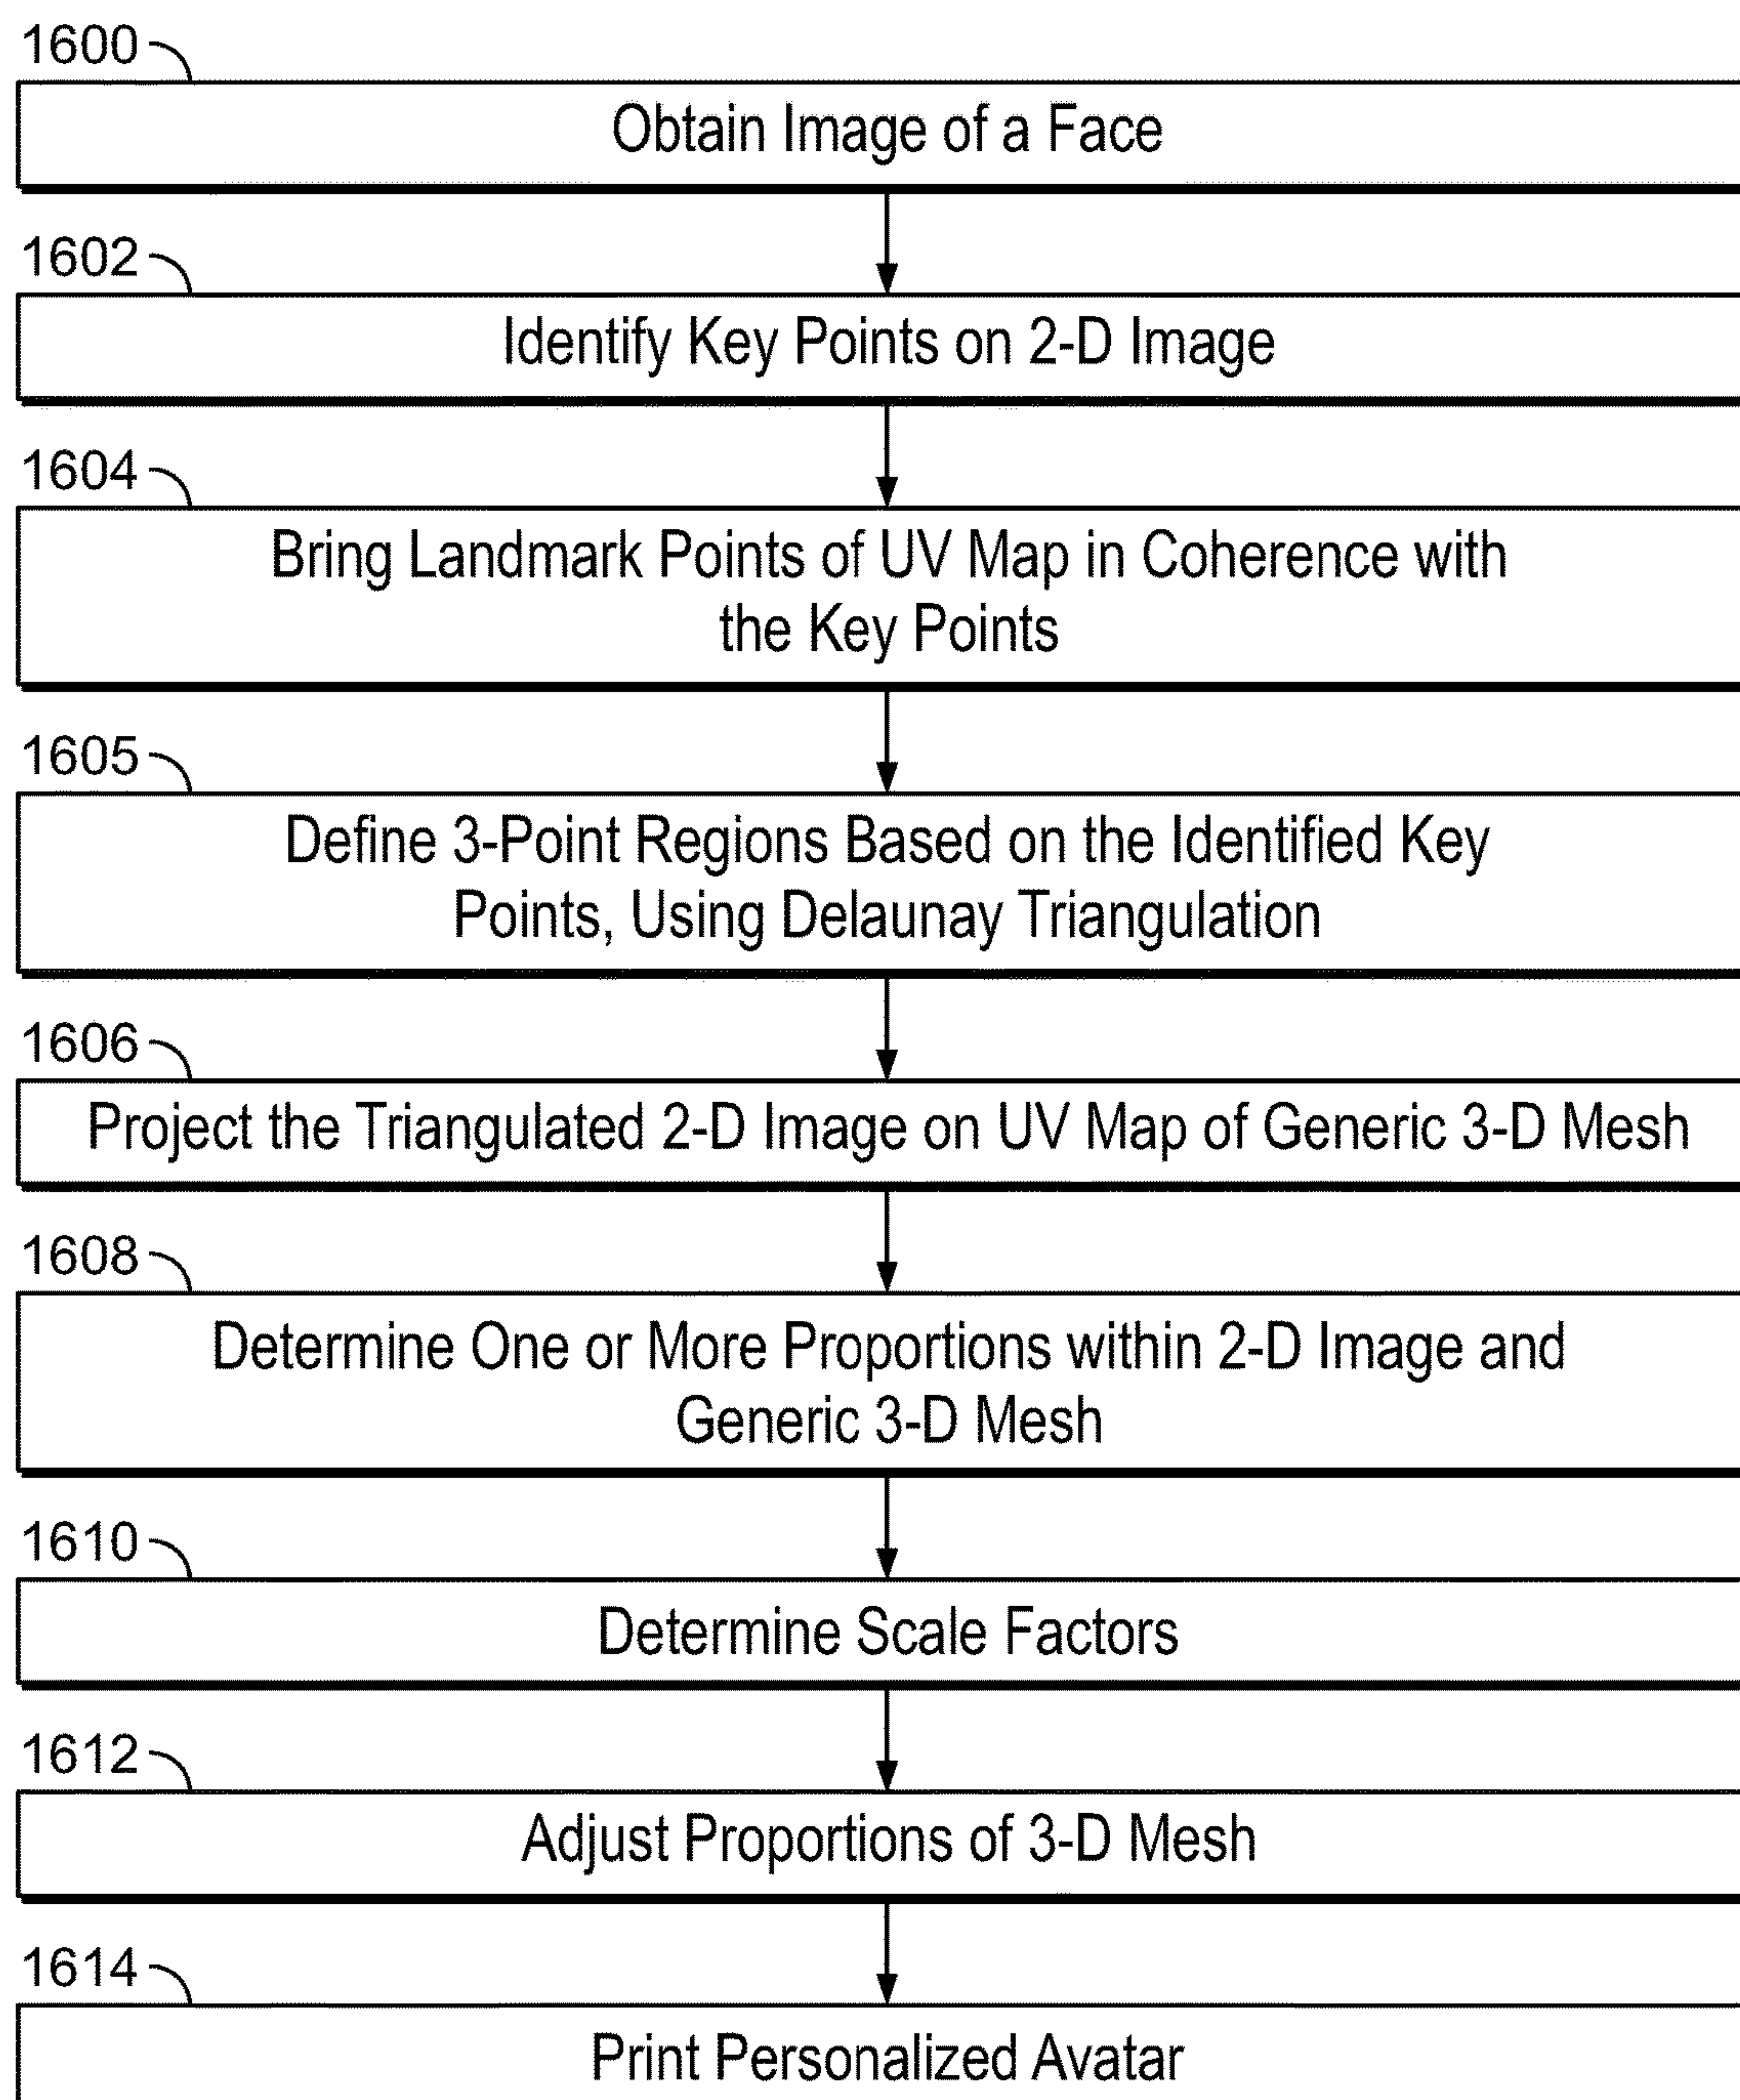 1600
Obtain Image of a Face
1602
Identify Key Points on 2-D Image
1604
Bring Landmark Points of UV Map in Coherence with
the Key Points
1605
Define 3-Point Regions Based on the Identified Key
Points, Using Delaunay Triangulation
1606
Project the Triangulated 2-D Image on UV Map of Generic 3-D Mesh
1608
Determine One or More Proportions within 2-D Image and
Generic 3-D Mesh
1610
Determine Scale Factors
1612
Adjust Proportions of 3-D Mesh
1614
Print Personalized Avatar